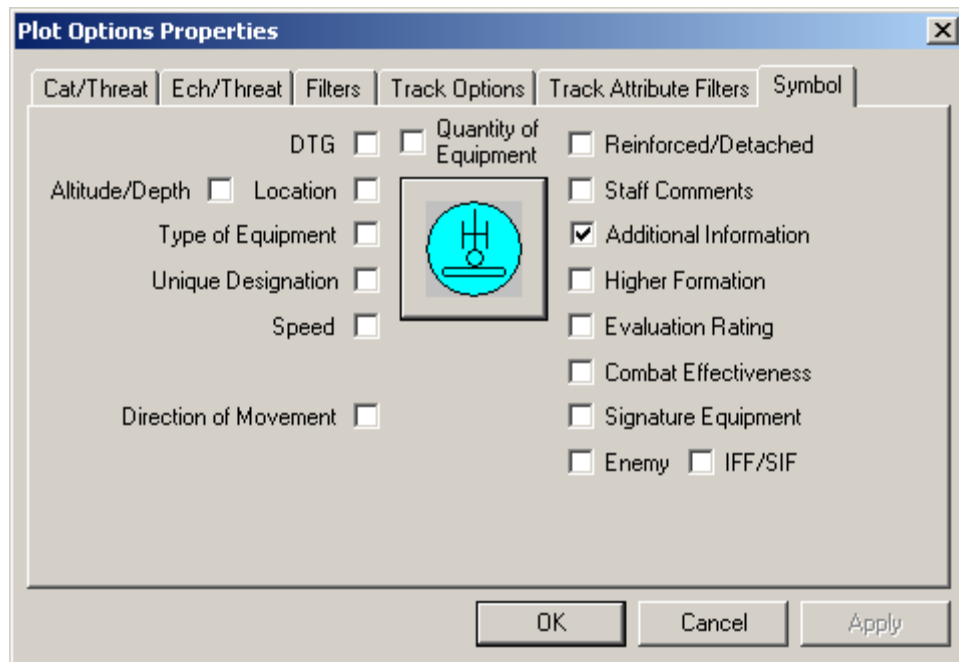 Plot Options Properties
Cat/Threat Ech/Threat Filters Track Options Track Attribute Filters Symbol
DTG
Quantity of
Equipment
Reinforced/Detached
Altitude/Depth Location
Staff Comments
Type of Equipment
Additional Information
Unique Designation
Higher Formation
Speed
Evaluation Rating
Combat Effectiveness
Direction of Movement
Signature Equipment
Enemy IFF/SIF
OK Cancel Apply